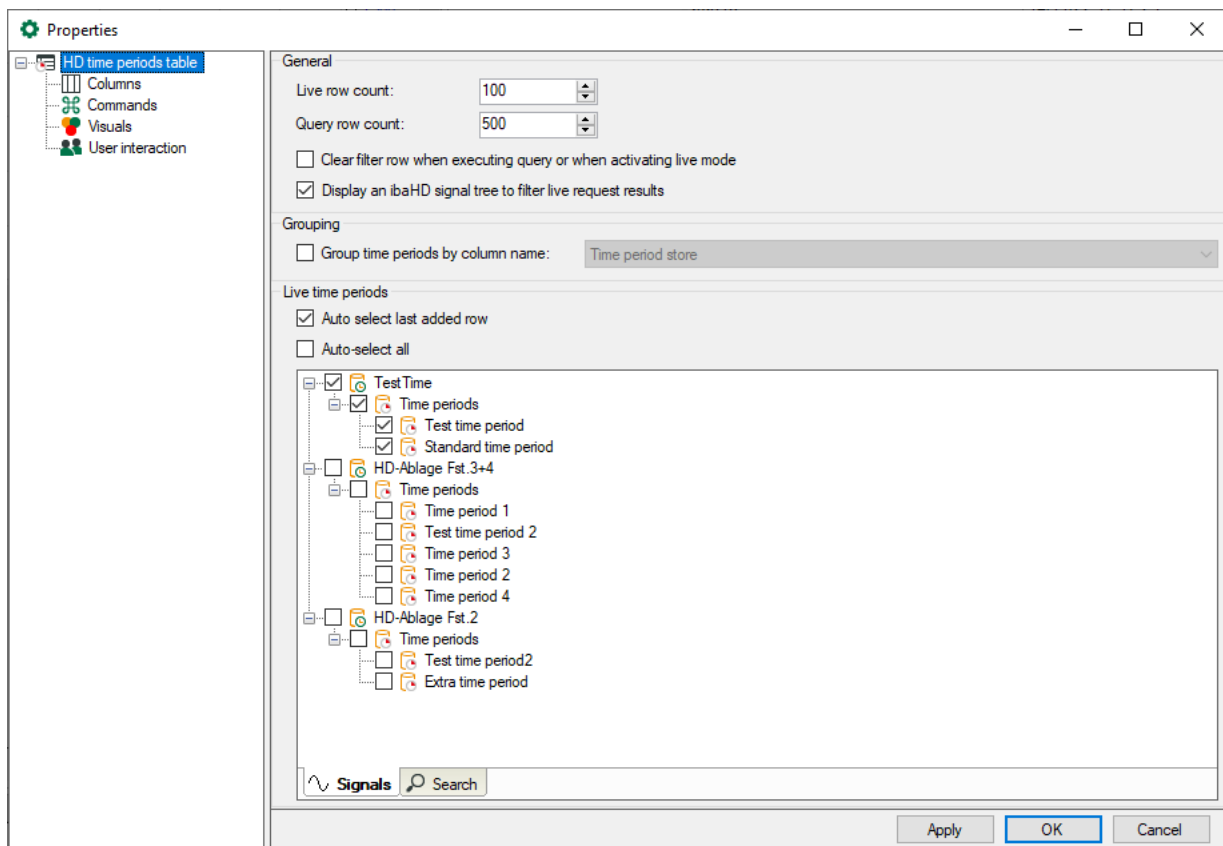 Properties
HD time periods table
Columns
Commands
Visuals
User interaction
General
Live row count: 100
Query row count: 500
Clear filter row when executing query or when activating live mode
Display an ibaHD signal tree to filter live request results
Grouping
Group time periods by column name: Time period store
Live time periods
Auto select last added row
Auto-select all
TestTime
Time periods
Test time period
Standard time period
HD-Ablage Fst.3+4
Time periods
Time period 1
Test time period 2
Time period 3
Time period 2
Time period 4
HD-Ablage Fst.2
Time periods
Test time period2
Extra time period
Signals Search
Apply OK Cancel